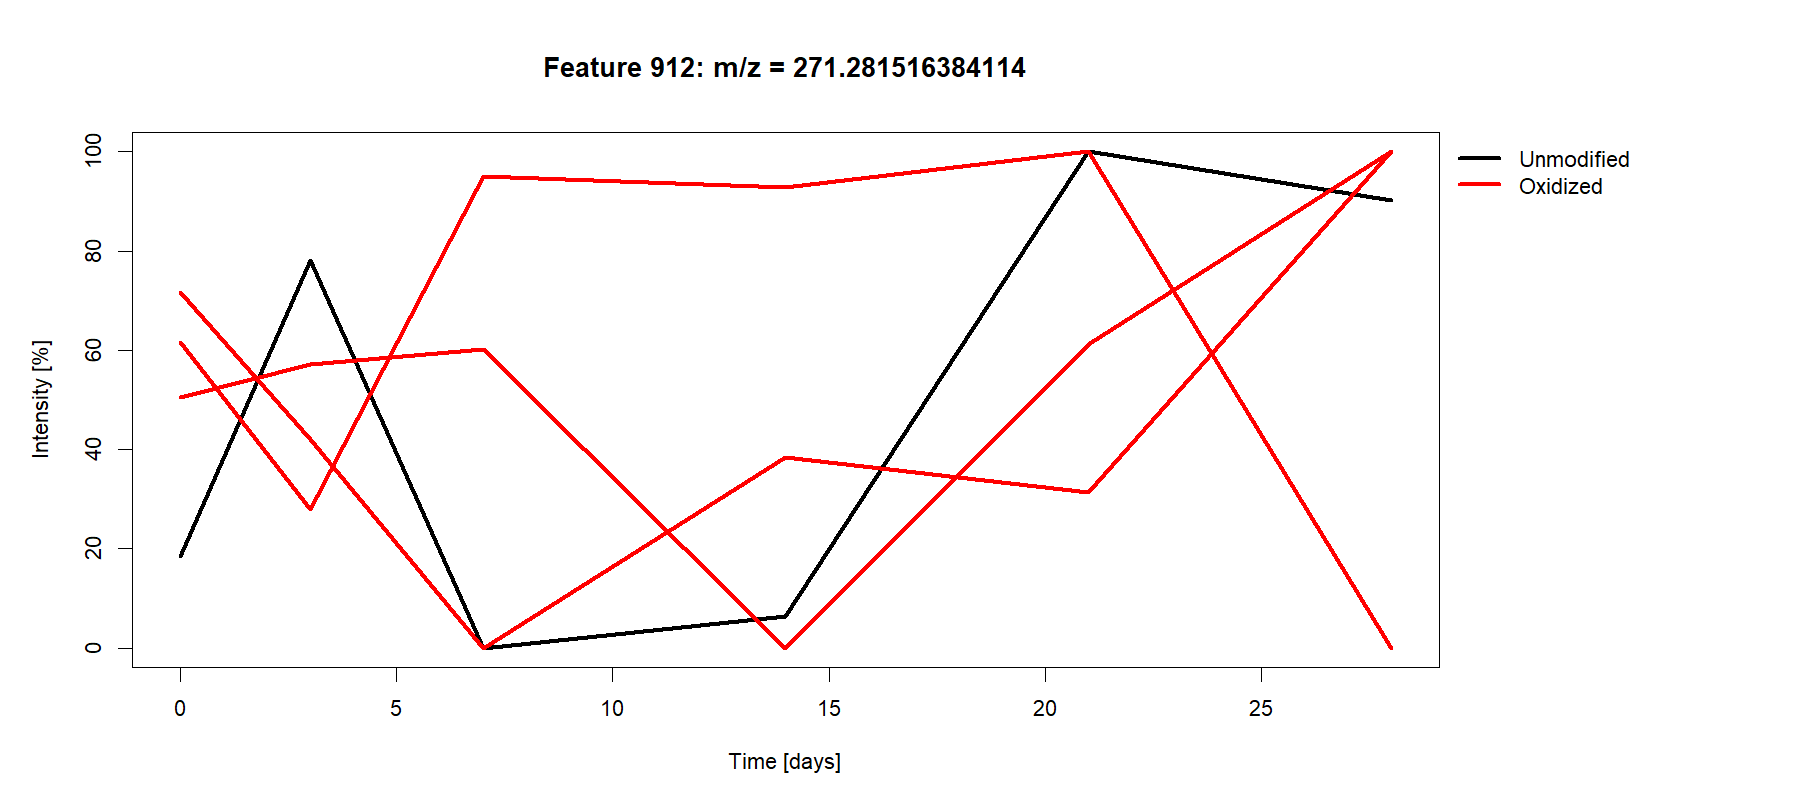 Feature 912: m/z = 271.281516384114
100
80
60
40
20
0
Intensity [%]
0 5 10 15 20 25
Time [days]
Unmodified
Oxidized